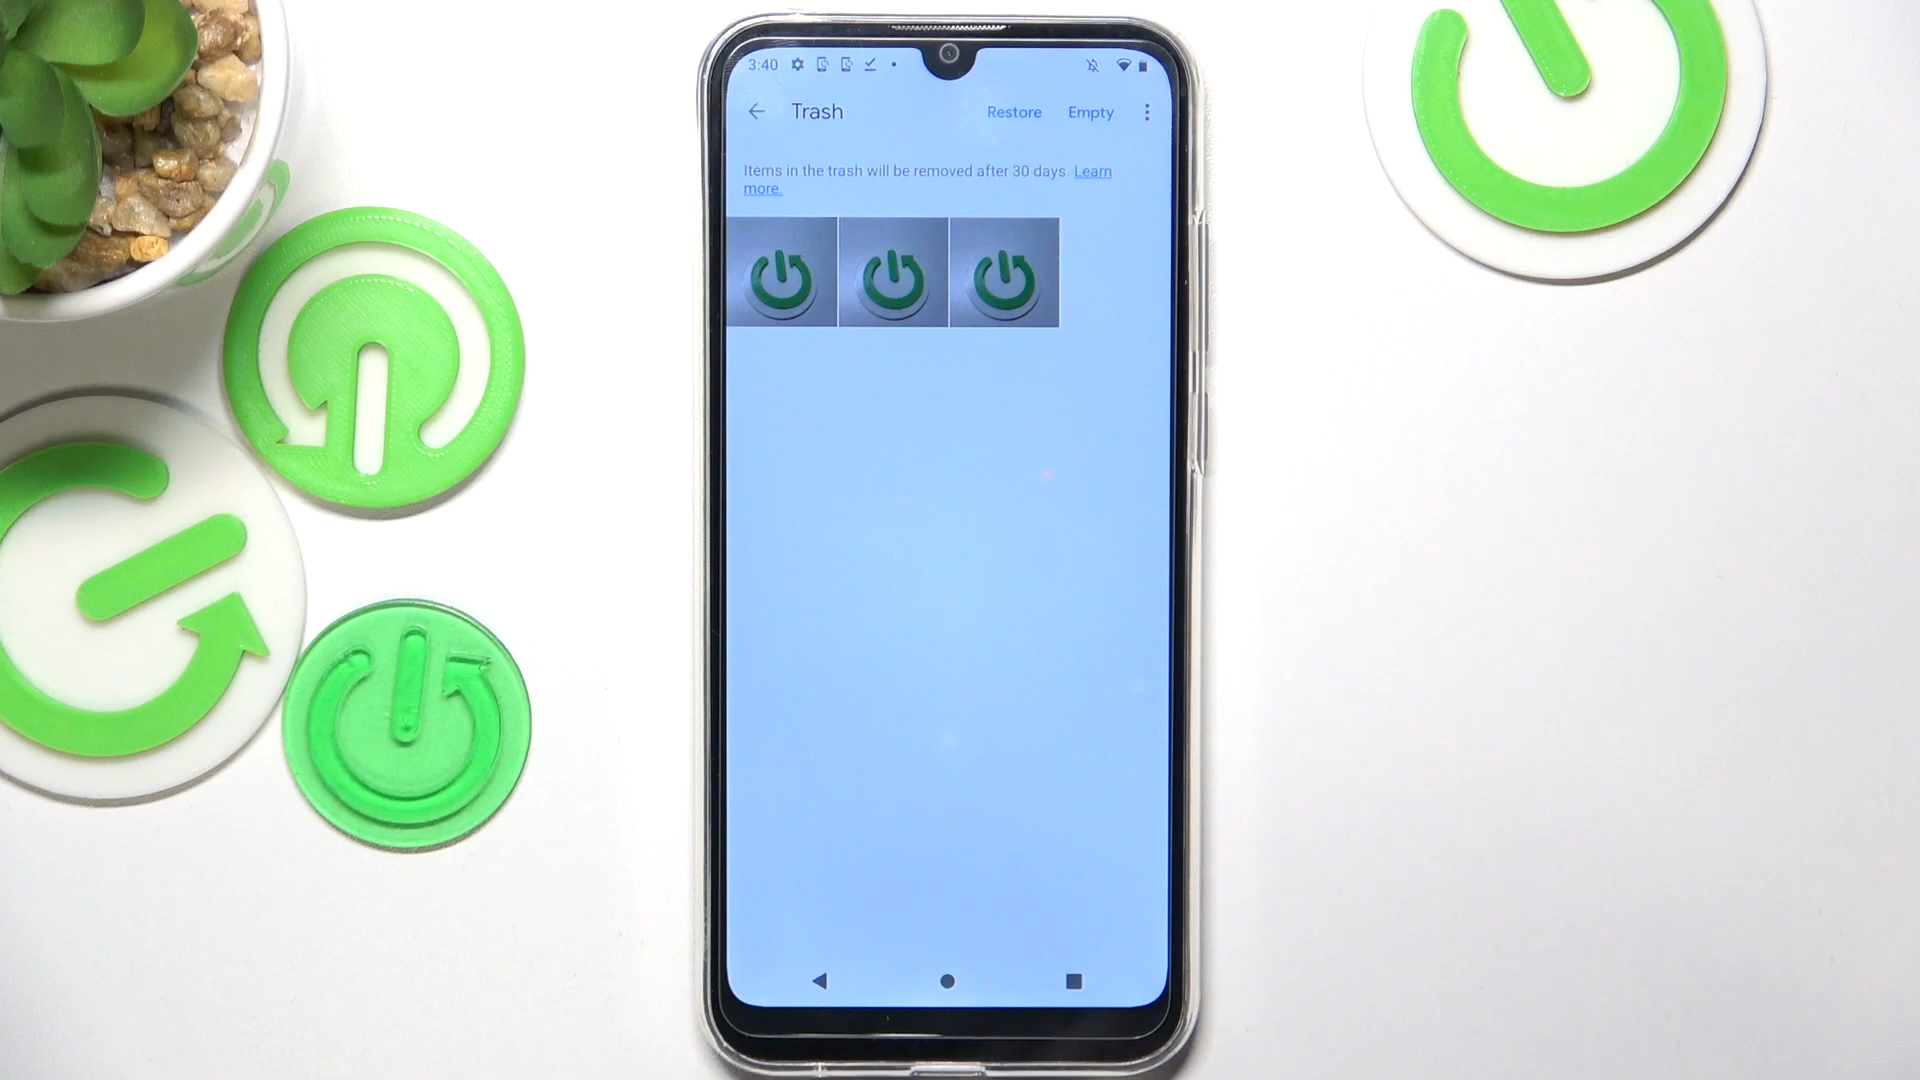 3:40
Trash Restore Empty
Items in the trash will be removed after 30 days. Learn
more.